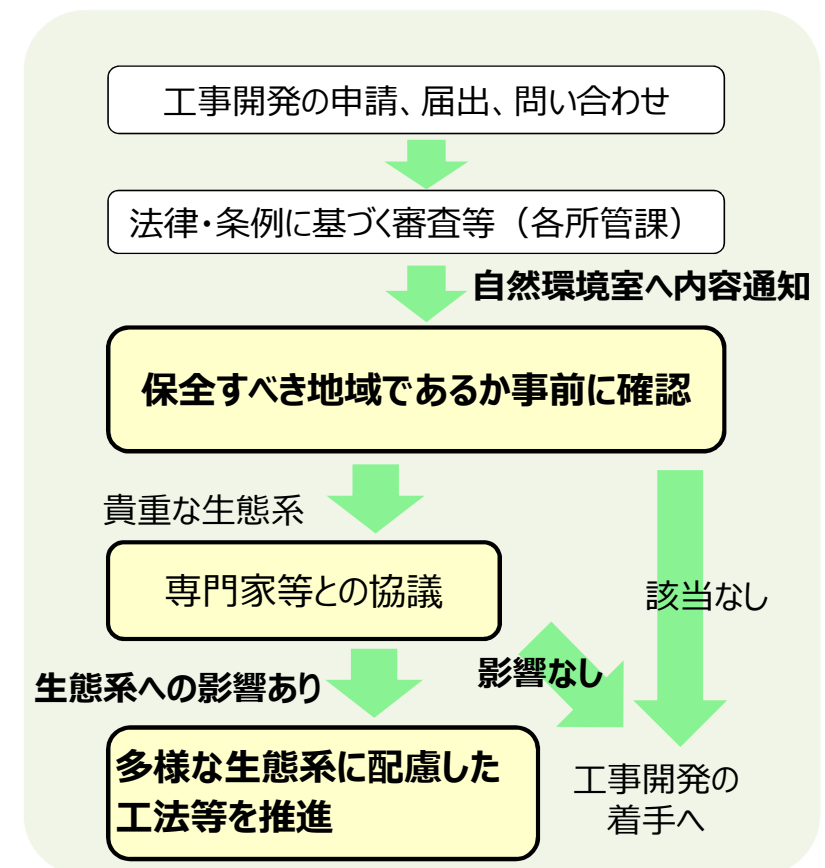 工事開発の申請、届出、問い合わせ
法律・条例に基づく審査等（各所管課）
自然環境室へ内容通知
保全すべき地域であるか事前に確認
貴重な生態系
専門家等との協議
該当なし
生態系への影響あり
影響なし
多様な生態系に配慮した
工法等を推進
工事開発の
着手へ